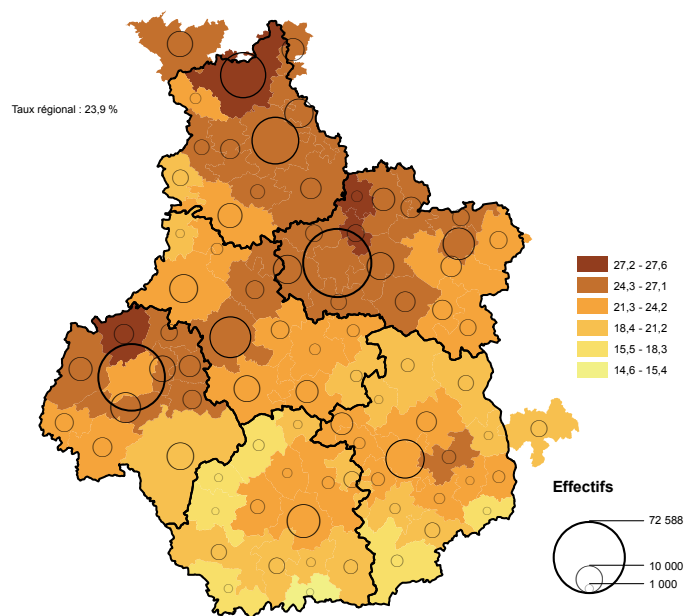 Taux régional : 23,9 %
27,2 - 27,6
24,3 - 27,1
21,3 - 24,2
18,4 - 21,2
15,5 - 18,3
14,6 - 15,4
Effectifs
72 588
10 000
1 000